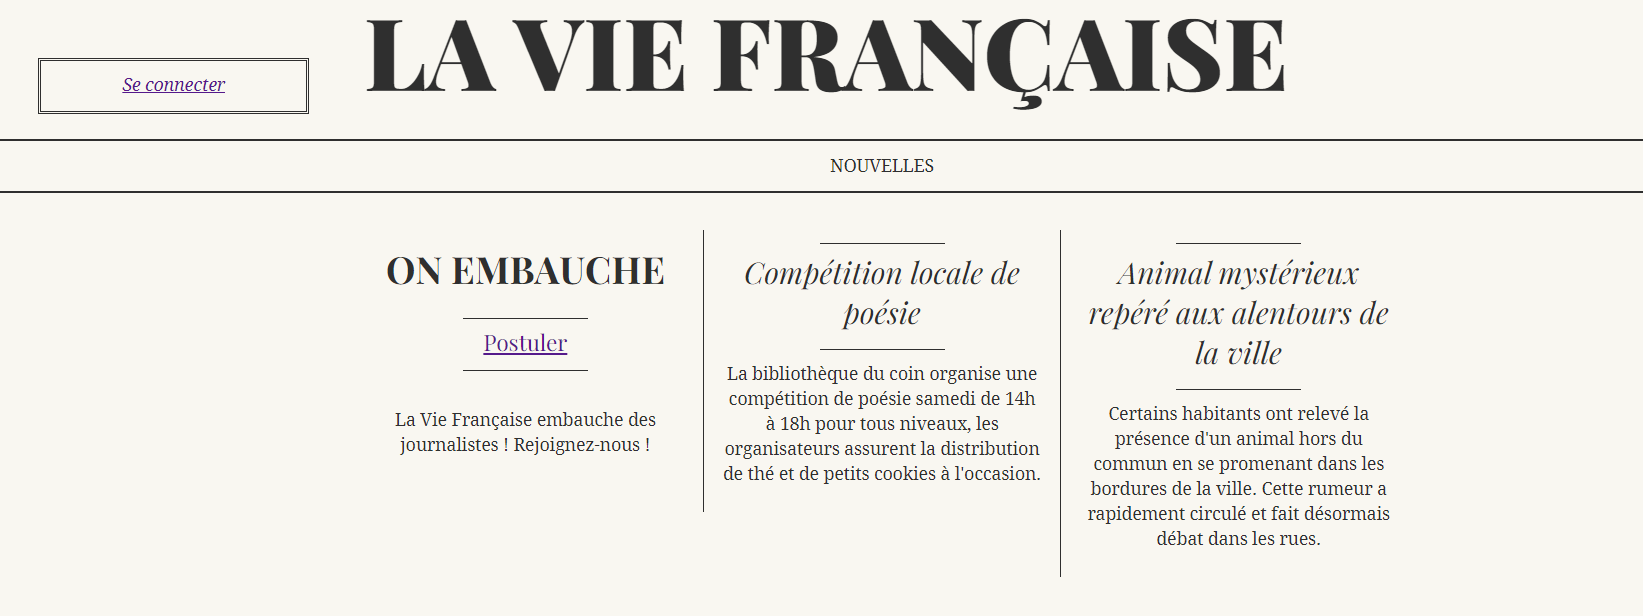 LA VIE FRANÇAISE
Se connecter
NOUVELLES
ON EMBAUCHE
Postuler
La Vie Française embauche des
journalistes ! Rejoignez-nous !
Compétition locale de
poésie
La bibliothèque du coin organise une
compétition de poésie samedi de 14h
à 18h pour tous niveaux, les
organisateurs assurent la distribution
de thé et de petits cookies à l'occasion.
Animal mystérieux
repéré aux alentours de
la ville
Certains habitants ont relevé la
présence d'un animal hors du
commun en se promenant dans les
bordures de la ville. Cette rumeur a
rapidement circulé et fait désormais
débat dans les rues.